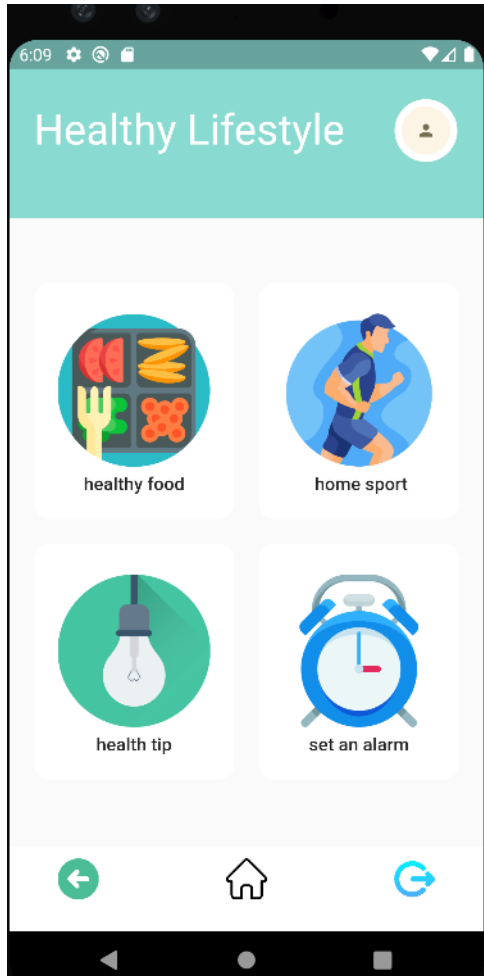 6:09
Healthy Lifestyle
healthy food
home sport
health tip
set an alarm